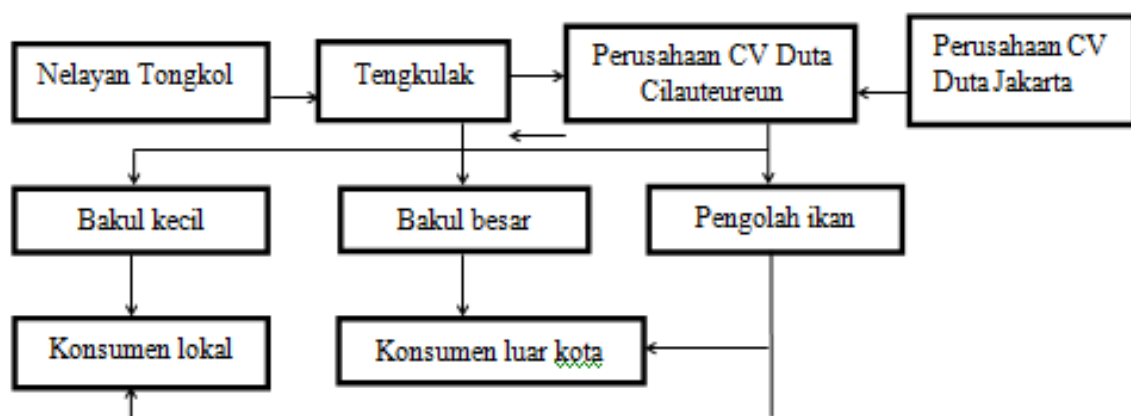 Nelayan Tongkol
Tengkulak
Perusahaan CV Duta
Cilauteureun
Perusahaan CV
Duta Jakarta
Bakul kecil
Bakul besar
Pengolah ikan
Konsumen lokal
Konsumen luar kota